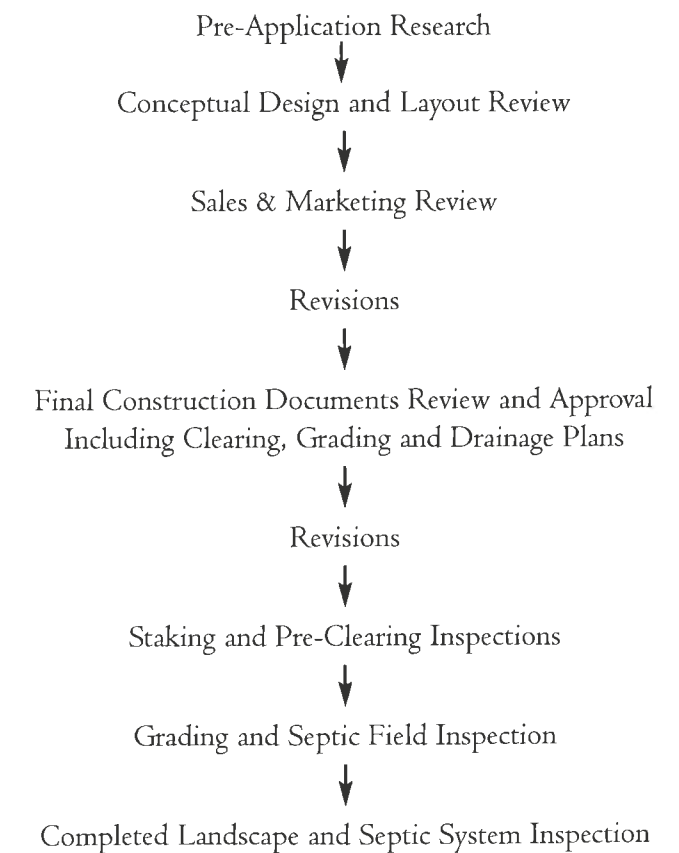 Pre-Application Research
Conceptual Design and Layout Review
Sales & Marketing Review
Revisions
Final Construction Documents Review and Approval
Including Clearing, Grading and Drainage Plans
Revisions
Staking and Pre-Clearing Inspections
Grading and Septic Field Inspection
Completed Landscape and Septic System Inspection